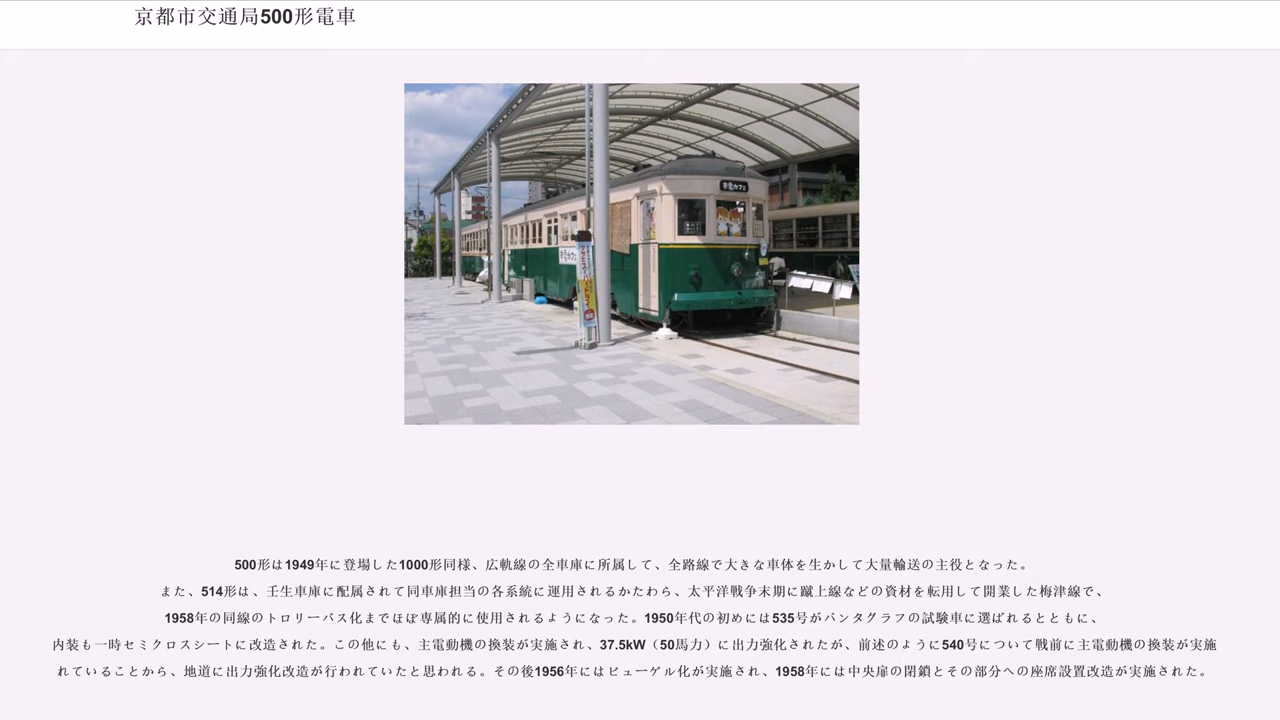 京都市交通局500形電車
市電カフェ
市電カフェ
500形は1949年に登場した1000形同様、広軌線の全車庫に所属して、全路線で大きな車体を生かして大量輸送の主役となった。
また、514形は、壬生車庫に配属されて同車庫担当の各系統に運用されるかたわら、太平洋戦争末期に蹴上線などの資材を転用して開業した梅津線で、
1958年の同線のトロリーバス化までほぼ専属的に使用されるようになった。1950年代の初めには535号がパンタグラフの試験車に選ばれるとともに、
内装も一時セミクロスシートに改造された。この他にも、主電動機の換装が実施され、37.5kW（50馬力）に出力強化されたが、前述のように540号について戦前に主電動機の換装が実施
れていることから、地道に出力強化改造が行われていたと思われる。その後1956年にはビューゲル化が実施され、1958年には中央扉の閉鎖とその部分への座席設置改造が実施された。